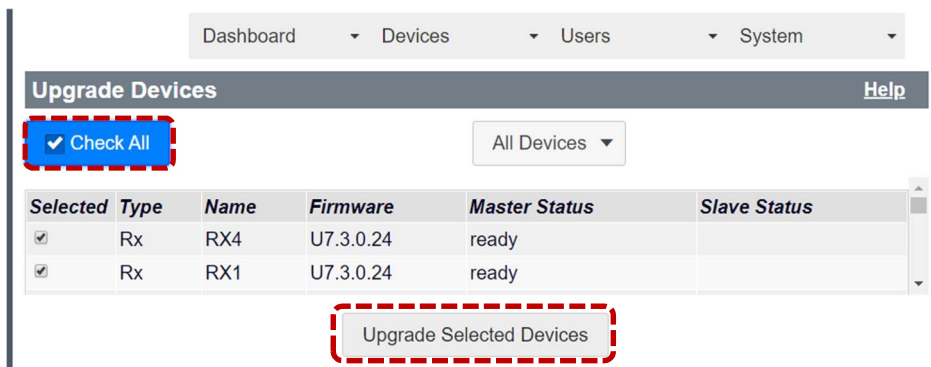 Dashboard Devices Users System
Upgrade Devices Help
Check All All Devices
Selected Type Name Firmware Master Status Slave Status
Rx RX4 U7.3.0.24 ready
Rx RX1 U7.3.0.24 ready
Upgrade Selected Devices